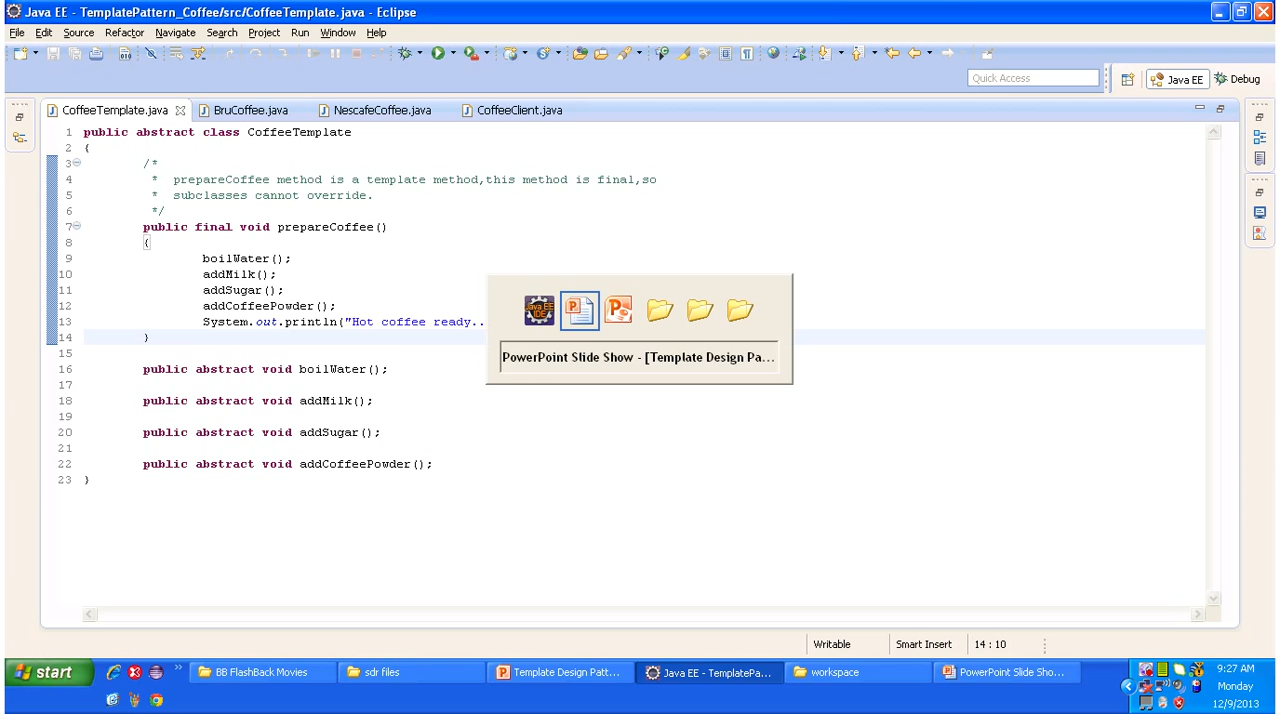 Java EE - TemplatePattern_Coffee/src/CoffeeTemplate.java - Eclipse
File Edit Source Refactor Navigate Search Project Run Window Help
Quick Access
Java EE
Debug
CoffeeTemplate.java
BruCoffee.java
NescafeCoffee.java
CoffeeClient.java
1 public abstract class CoffeeTemplate
2 {
3 /*
4 * prepareCoffee method is a template method,this method is final,so
5 * subclasses cannot override.
6 */
7 public final void prepareCoffee()
8 {
9 boilWater();
10 addMilk();
11 addSugar();
12 addCoffeePowder();
13 System.out.println("Hot coffee ready..
14 }
15
16 public abstract void boilWater();
17
18 public abstract void addMilk();
19
20 public abstract void addSugar();
21
22 public abstract void addCoffeePowder();
23 }
Java EE IDE
PowerPoint Slide Show - [Template Design Pa...
Writable
Smart Insert
14 : 10
start
BB FlashBack Movies
sdr files
Template Design Patt...
Java EE - TemplatePa...
workspace
PowerPoint Slide Sho...
9:27 AM
Monday
12/9/2013